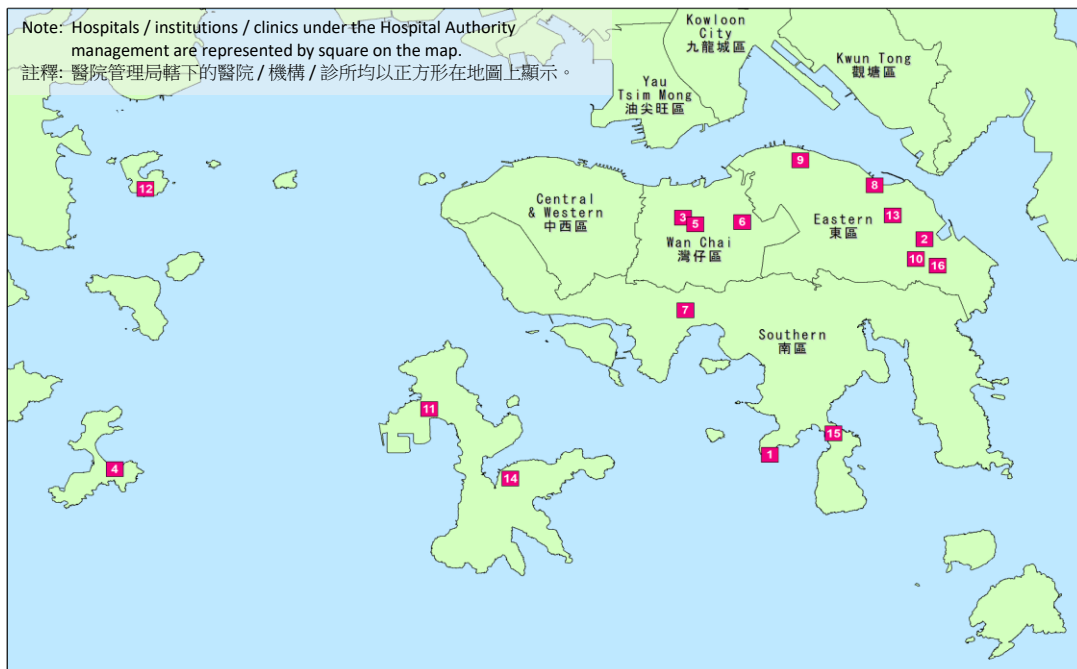 Note: Hospitals / institutions / clinics under the Hospital Authority
management are represented by square on the map.
註釋: 醫院管理局轄下的醫院 / 機構 / 診所均以正方形在地圖上顯示。
Kowloon
City
九龍城區
Kwun Tong
觀塘區
Yau
Tsim Mong
油尖旺區
9
12
8
Central
& Western
中西區
3
5
6
13
Eastern
東區
Wan Chai
灣仔區
2
10
16
7
Southern
南區
11
15
1
4
14